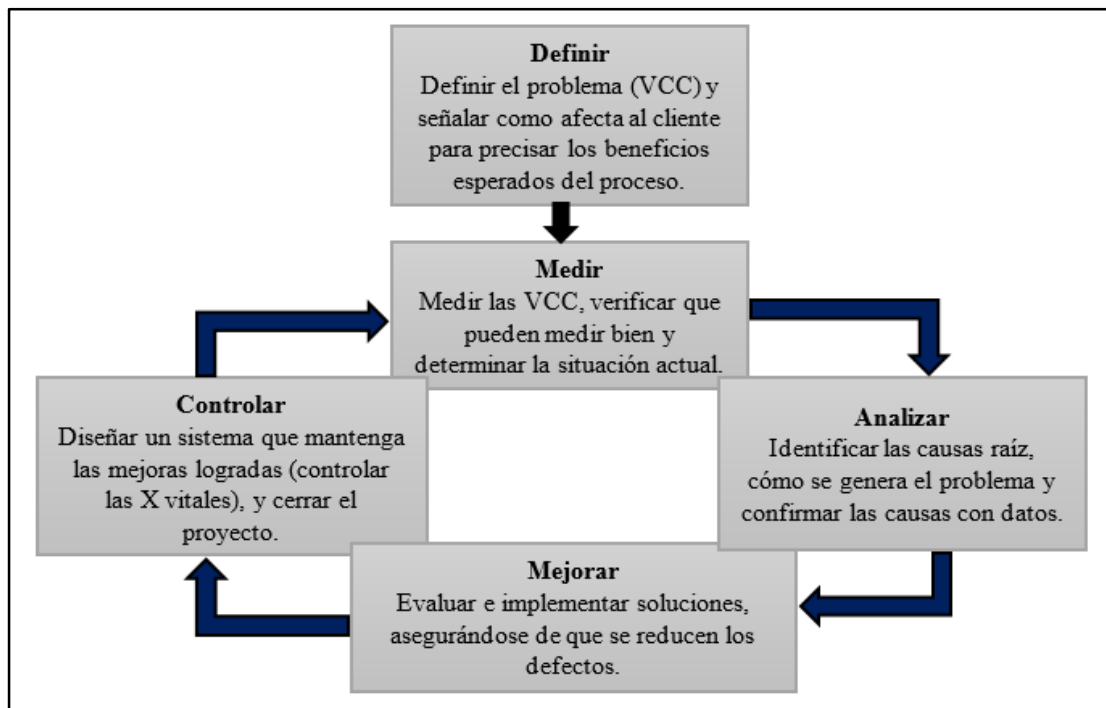 Definir
Definir el problema (VCC) y
señalar como afecta al cliente
para precisar los beneficios
esperados del proceso.
Medir
Medir las VCC, verificar que
pueden medir bien y
determinar la situación actual.
Analizar
Identificar las causas raíz,
cómo se genera el problema y
confirmar las causas con datos.
Mejorar
Evaluar e implementar soluciones,
asegurándose de que se reducen los
defectos.
Controlar
Diseñar un sistema que mantenga
las mejoras logradas (controlar
las X vitales), y cerrar el
proyecto.